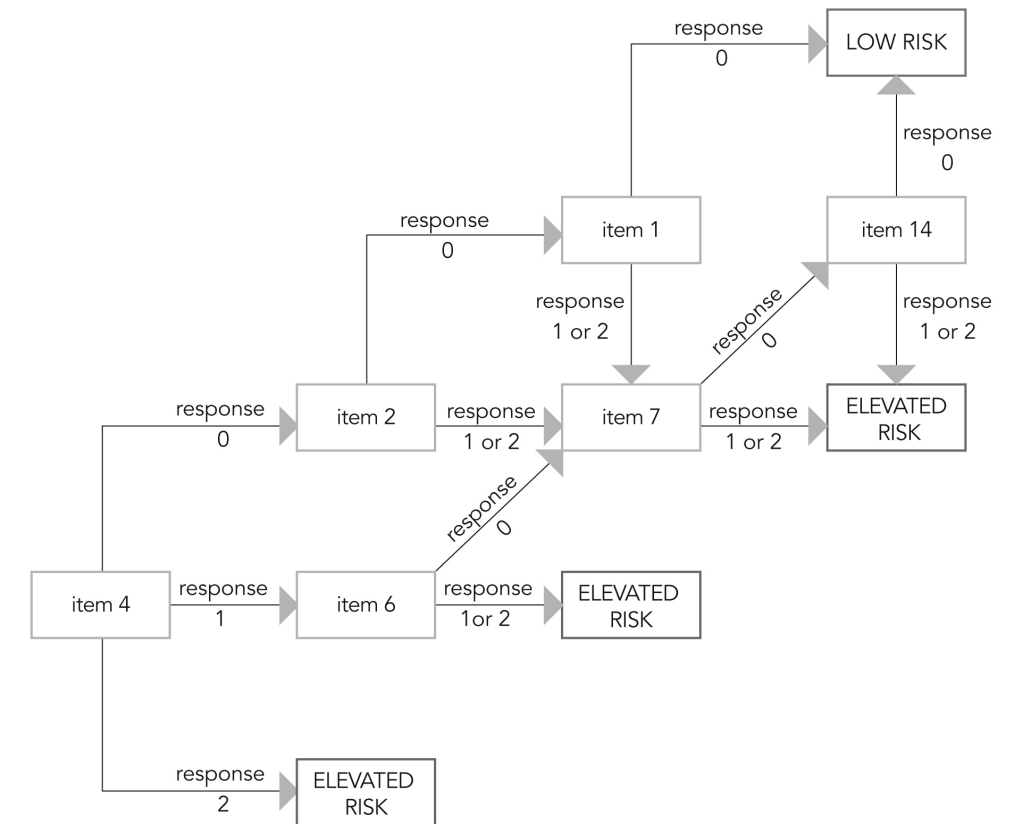 response
0
LOW RISK
response
0
response
0
item 1
item 14
response
1 or 2
response
0
response
1 or 2
response
0
item 2
response
1 or 2
item 7
response
1 or 2
ELEVATED
RISK
response
0
item 4
response
1
item 6
response
1or 2
ELEVATED
RISK
response
2
ELEVATED
RISK